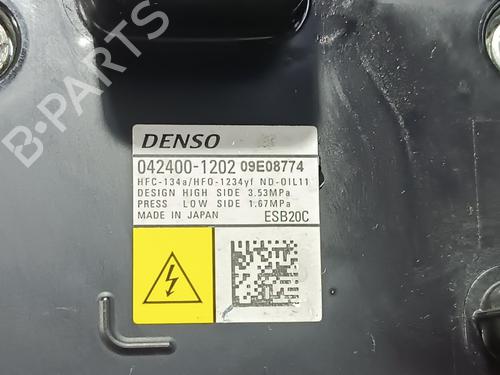 DENSO
042400-1202 09E08774
HFC-134a/HFO-1234yf ND-OIL11
DESIGN HIGH SIDE 3.53MPa
PRESS LOW SIDE 1.67MPa
MADE IN JAPAN ESB20C
B-PARTS